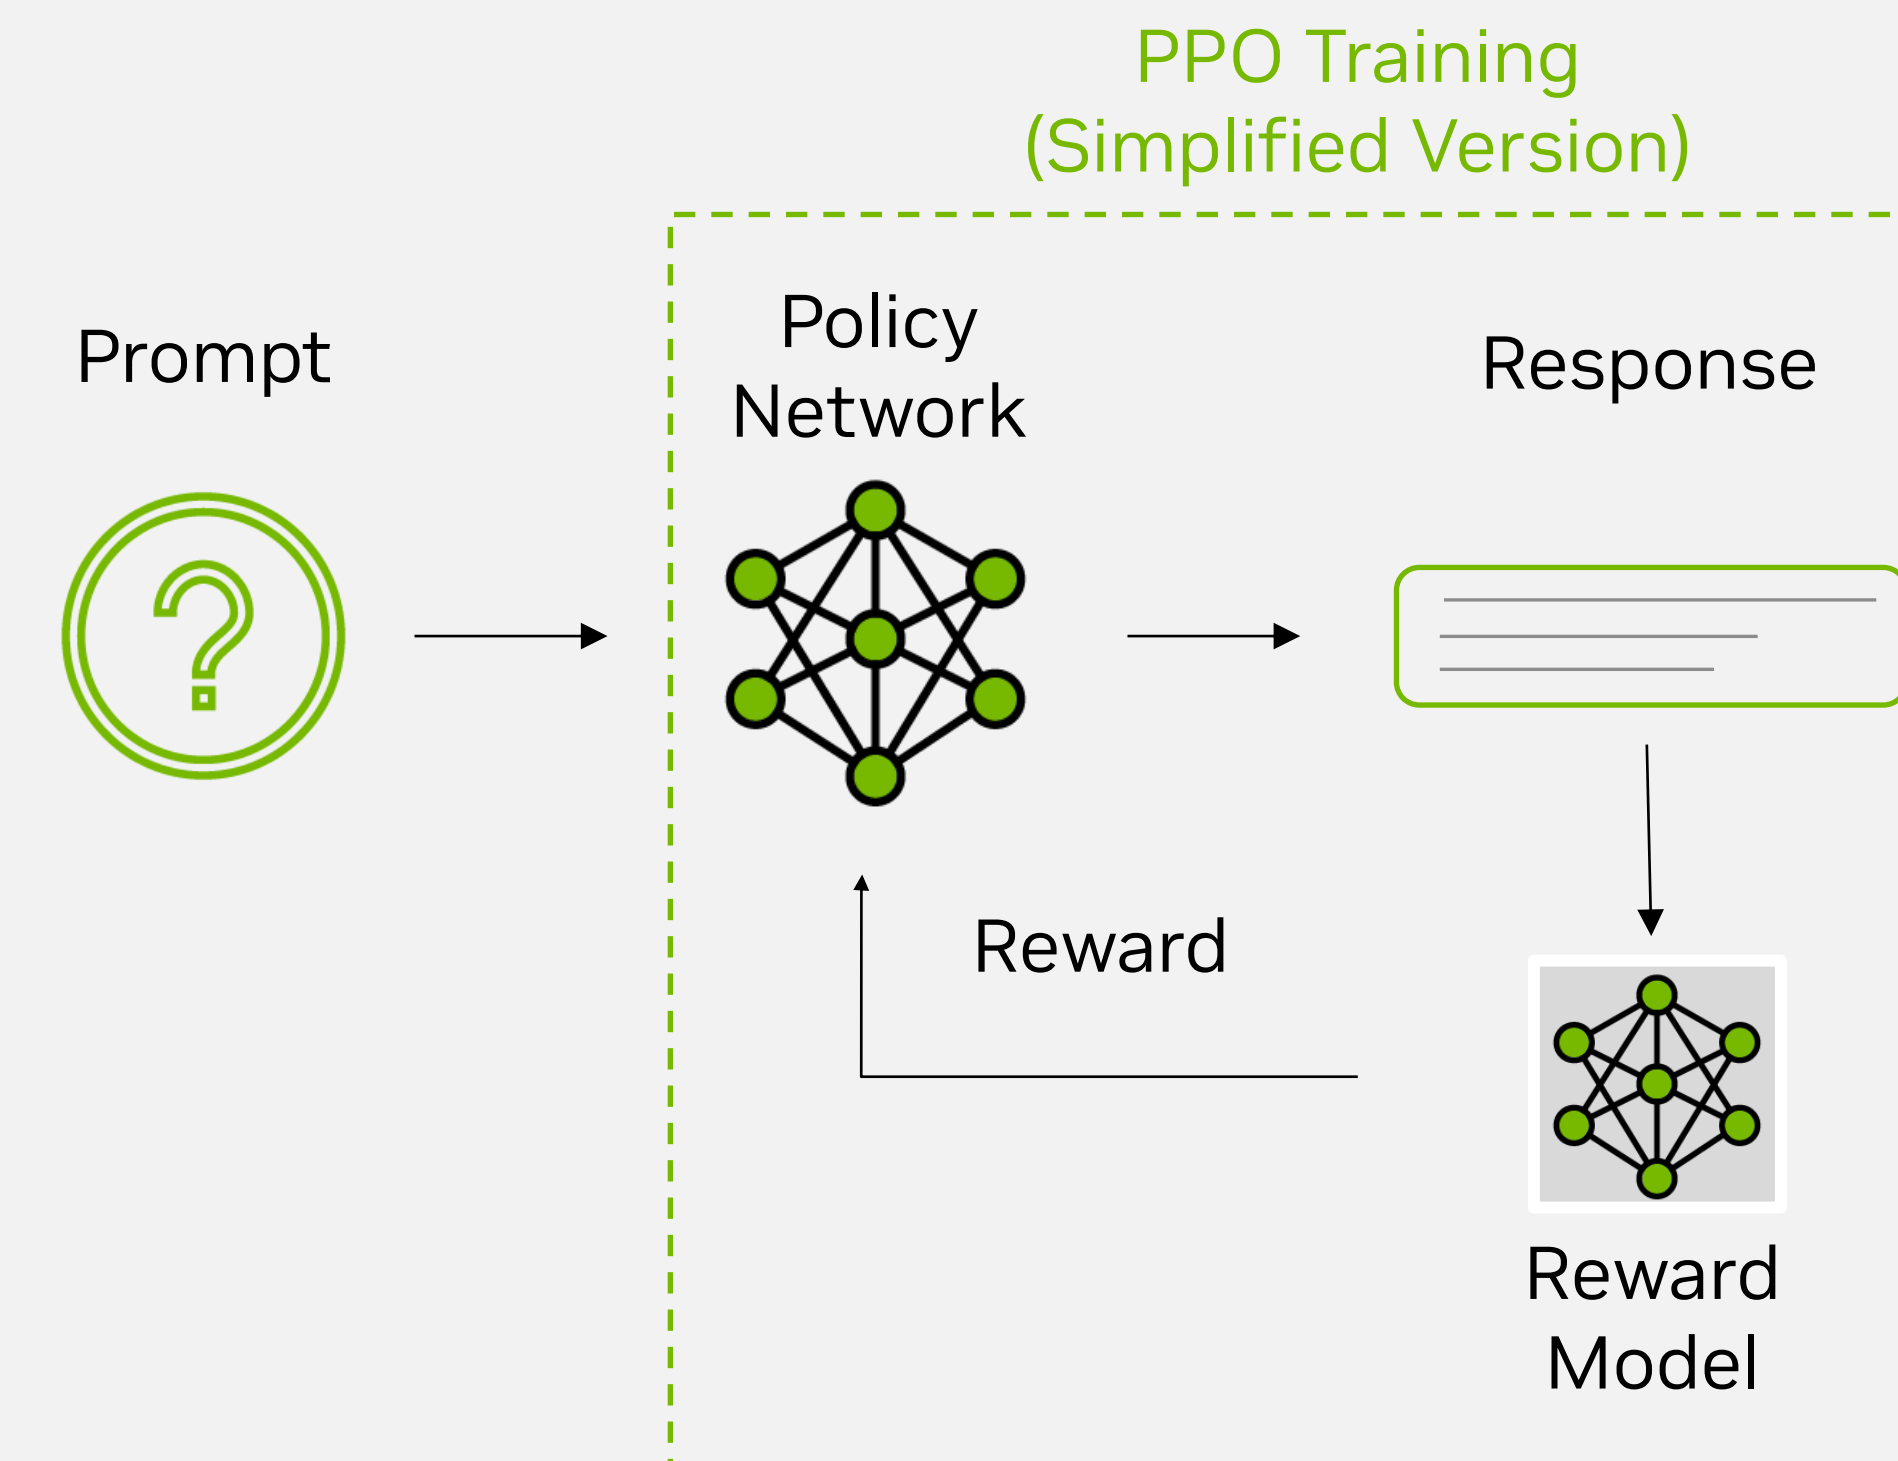 PPO Training
(Simplified Version)
Prompt
Policy
Network
Response
Reward
Reward
Model